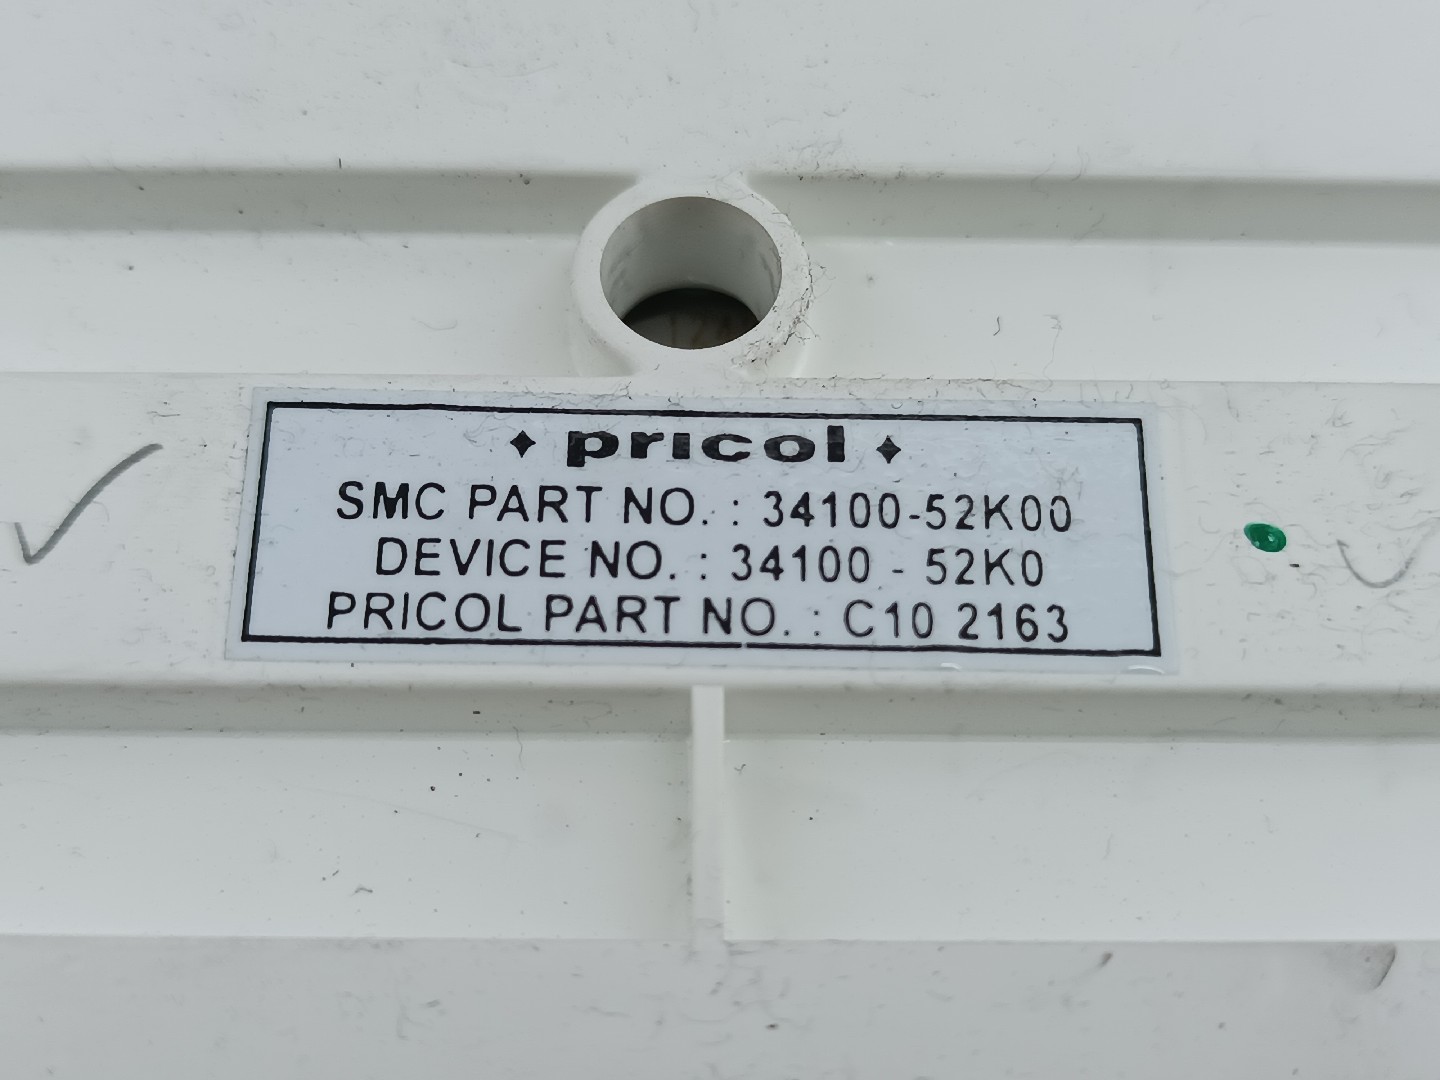 pricol
SMC PART NO. : 34100-52K00
DEVICE NO. : 34100 - 52K0
PRICOL PART NO. : C10 2163